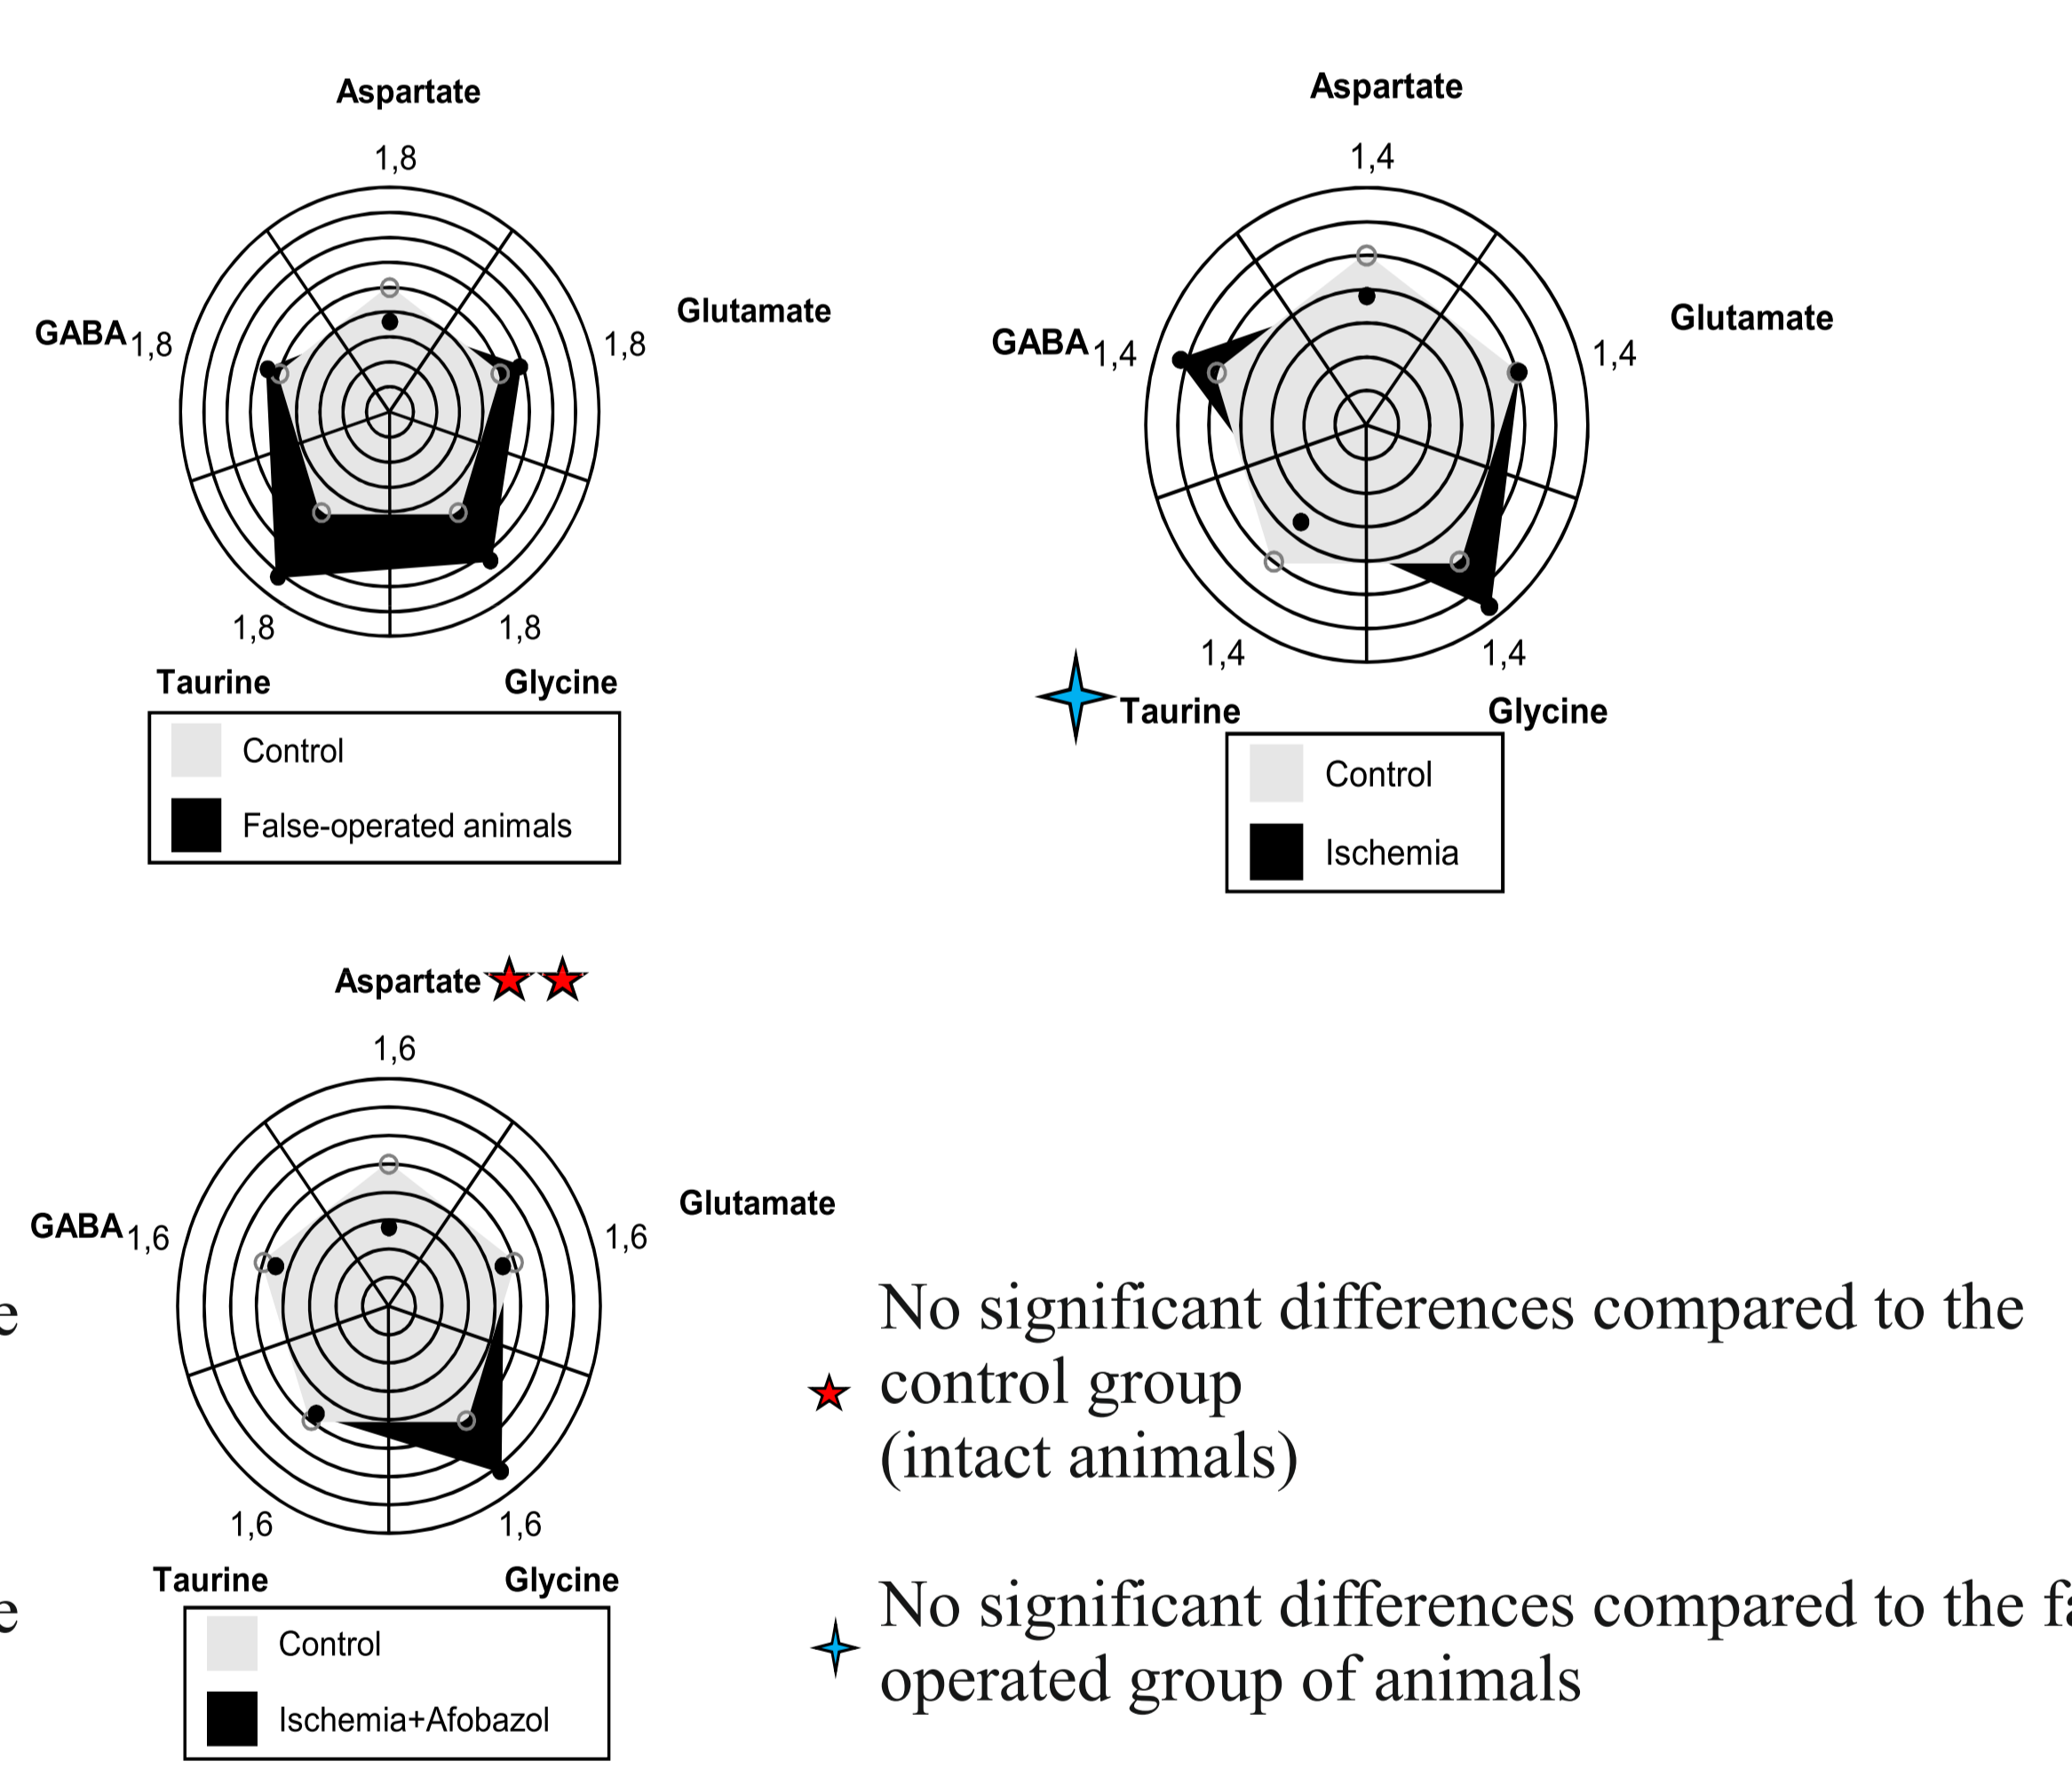 Aspartate
1,8
Glutamate
1,8
GABA 1,8
1,8
1,8
Taurine
Glycine
Control
False-operated animals
Aspartate
1,4
Glutamate
1,4
GABA 1,4
1,4
1,4
Taurine
Glycine
Control
Ischemia
Aspartate
1,6
Glutamate
1,6
GABA 1,6
1,6
1,6
Taurine
Glycine
Control
Ischemia+Afobazol
e
e
No significant differences compared to the
control group
(intact animals)
No significant differences compared to the
operated group of animals